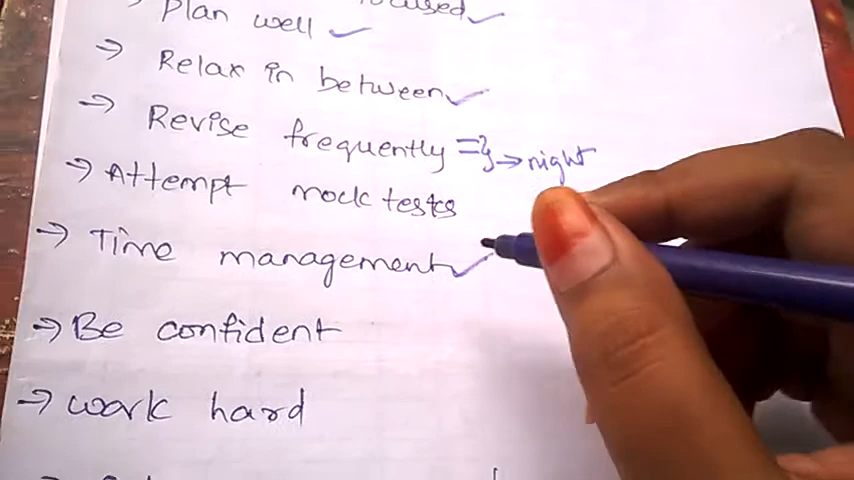 Plan well ✓
→ Relax in between ✓
→ Revise frequently => → night
→ Attempt mock tests
→ Time management ✓
→ Be confident
→ work hard